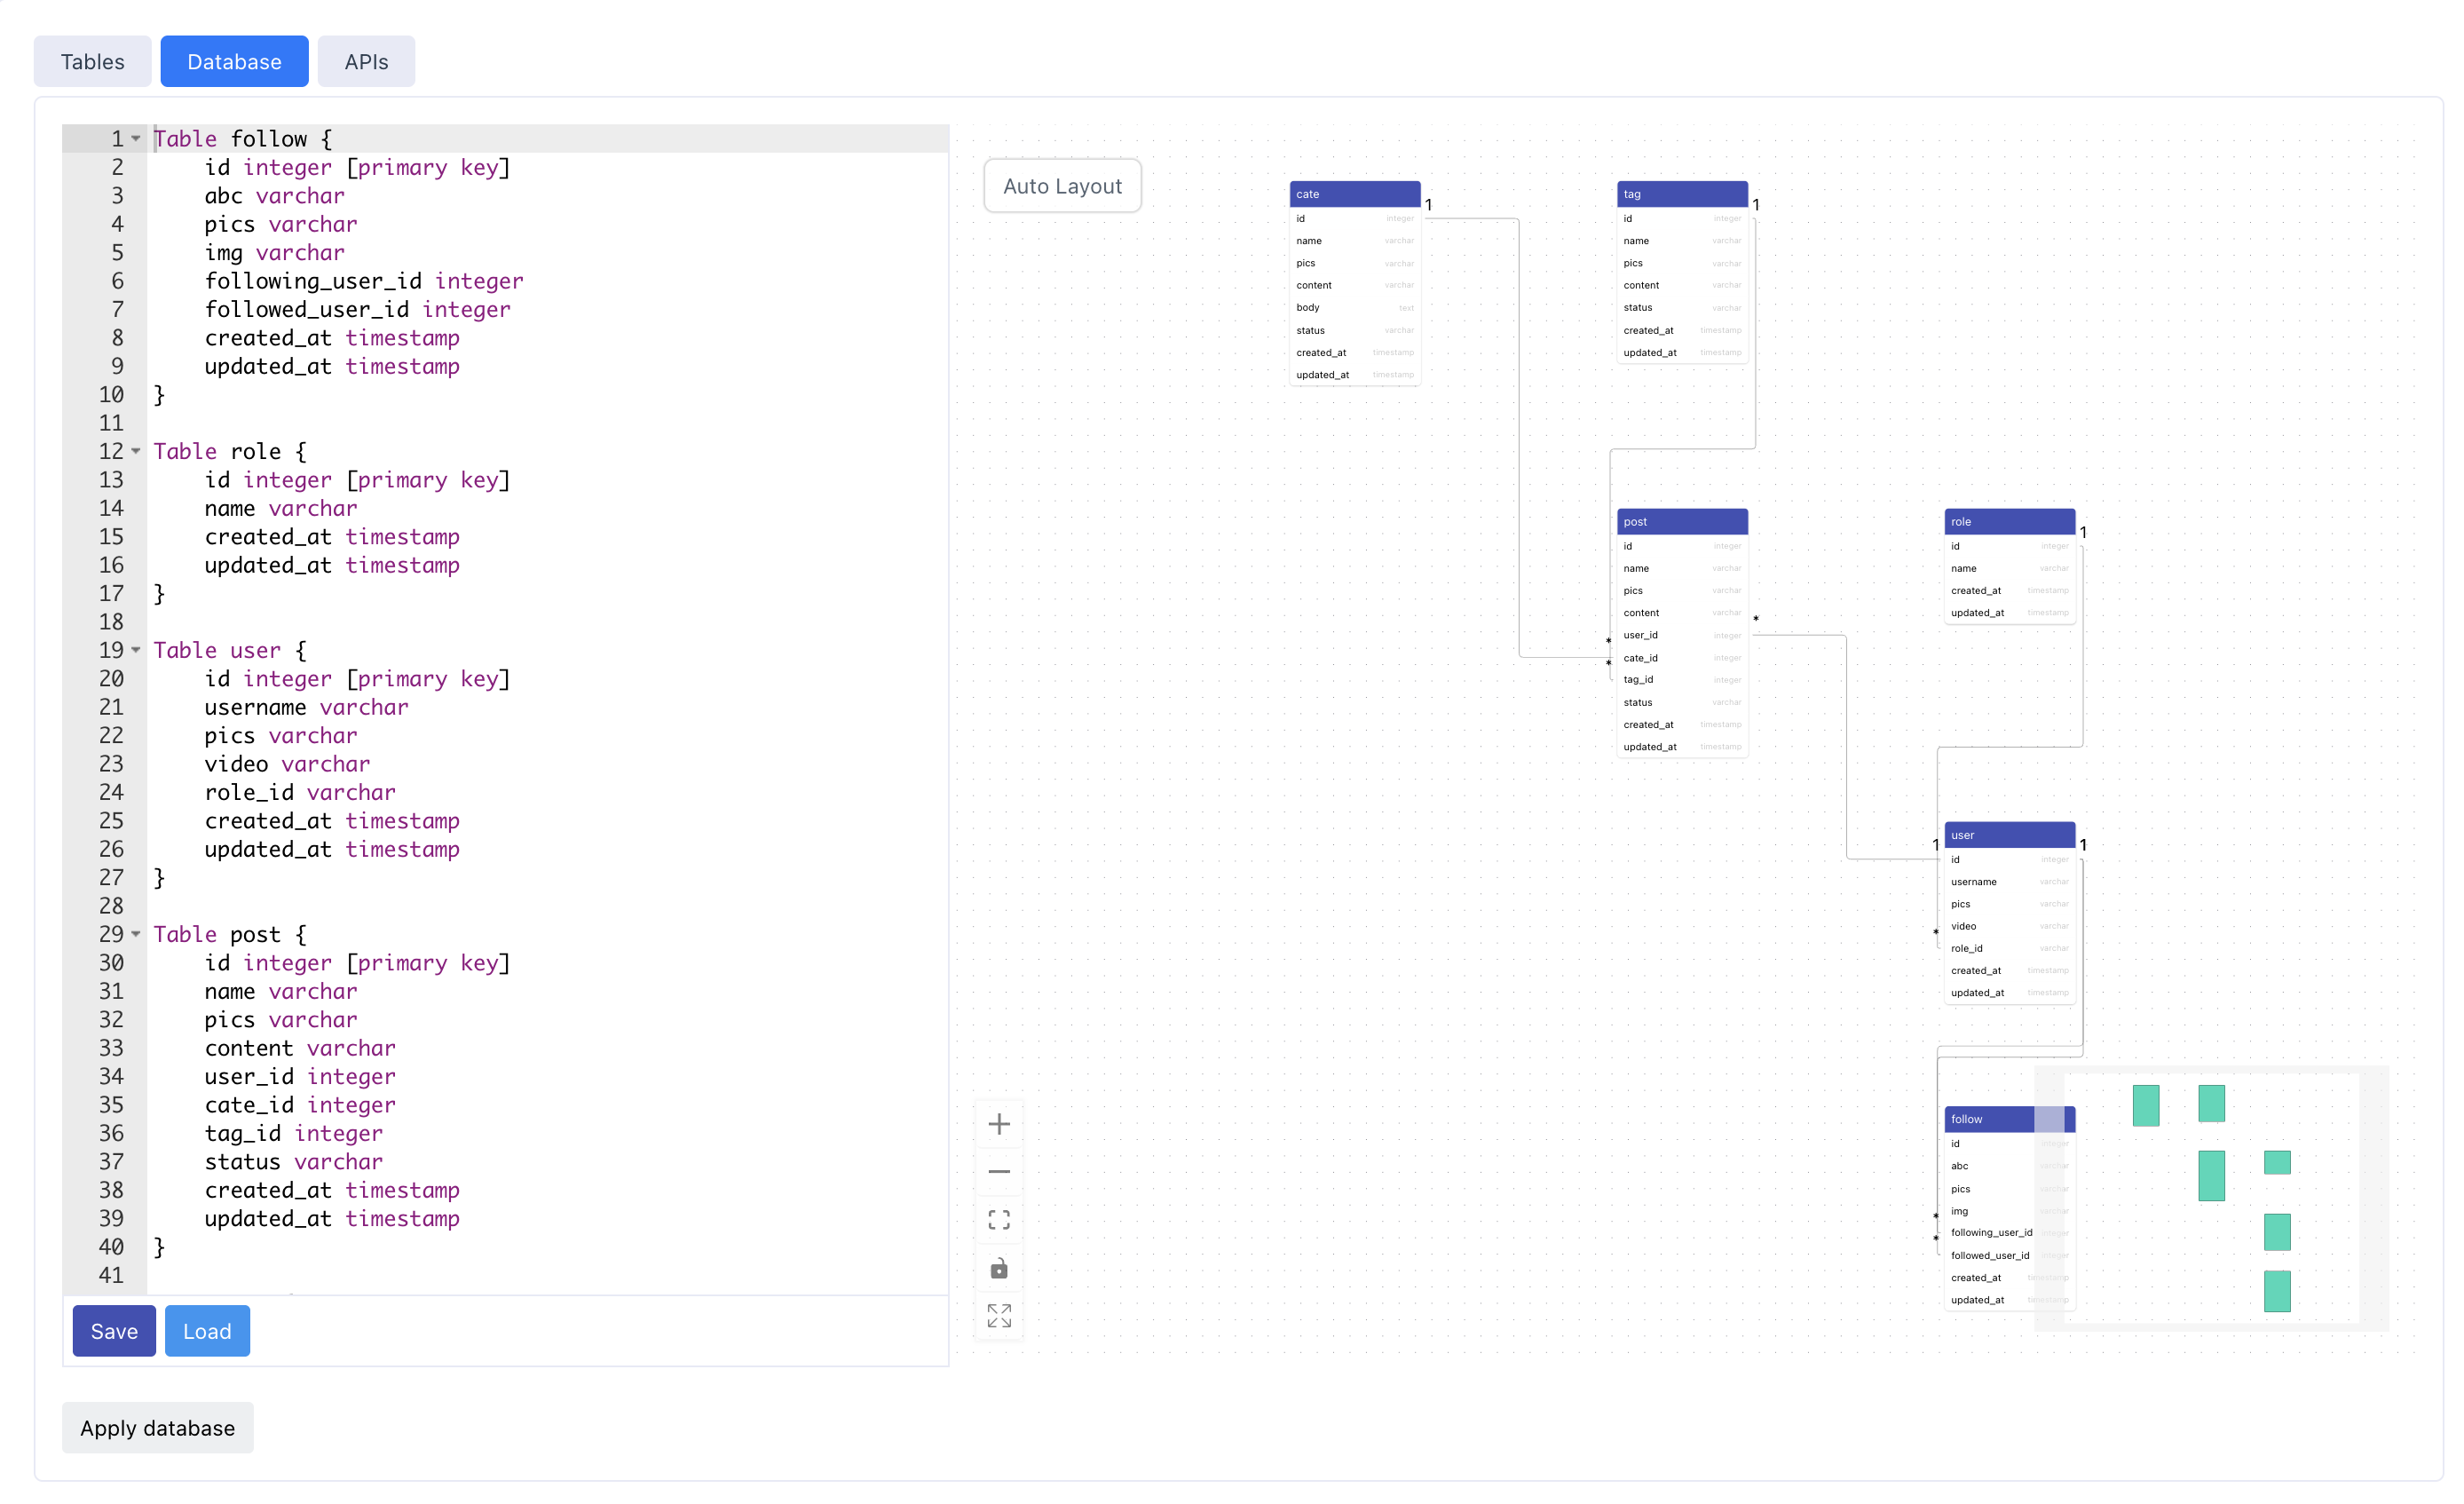 Tables Database APIs
1 Table follow {
2 id integer [primary key]
3 abc varchar
4 pics varchar
5 img varchar
6 following_user_id integer
7 followed_user_id integer
8 created_at timestamp
9 updated_at timestamp
10 }
11
12 Table role {
13 id integer [primary key]
14 name varchar
15 created_at timestamp
16 updated_at timestamp
17 }
18
19 Table user {
20 id integer [primary key]
21 username varchar
22 pics varchar
23 video varchar
24 role_id varchar
25 created_at timestamp
26 updated_at timestamp
27 }
28
29 Table post {
30 id integer [primary key]
31 name varchar
32 pics varchar
33 content varchar
34 user_id integer
35 cate_id integer
36 tag_id integer
37 status varchar
38 created_at timestamp
39 updated_at timestamp
40 }
41
Save Load
Apply database
Auto Layout
cate
1
id integer
name varchar
pics varchar
content varchar
body text
status varchar
created_at timestamp
updated_at timestamp
tag
1
id integer
name varchar
pics varchar
content varchar
status varchar
created_at timestamp
updated_at timestamp
post
id integer
name varchar
pics varchar
content varchar
*
* user_id integer
* cate_id integer
tag_id integer
status varchar
created_at timestamp
updated_at timestamp
role
1
id integer
name varchar
created_at timestamp
updated_at timestamp
user
1 1
id integer
username varchar
pics varchar
video varchar
* role_id varchar
created_at timestamp
updated_at timestamp
follow
id integer
abc varchar
pics varchar
img varchar
* following_user_id integer
* followed_user_id integer
created_at timestamp
updated_at timestamp